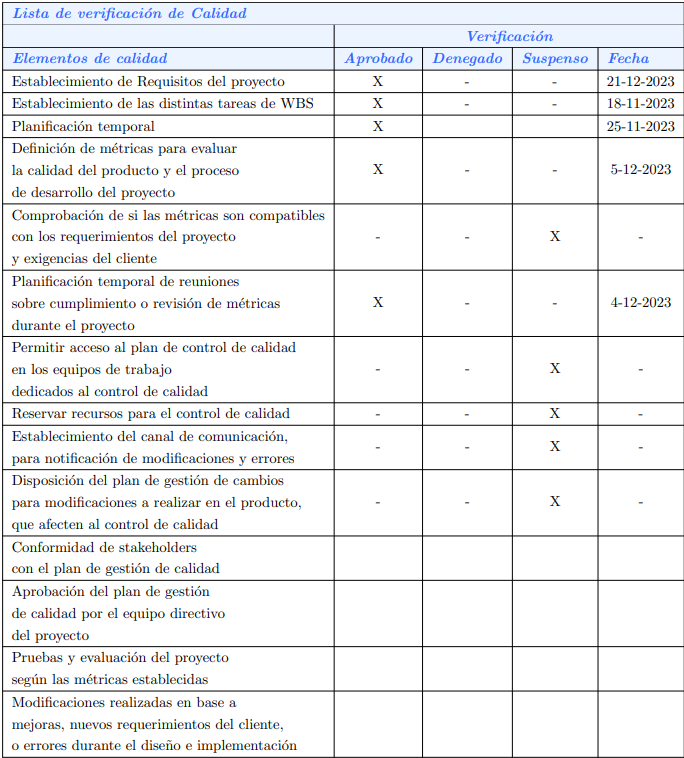 Lista de verificación de Calidad
Verificación
Elementos de calidad Aprobado Denegado Suspenso Fecha
Establecimiento de Requisitos del proyecto X - - 21-12-2023
Establecimiento de las distintas tareas de WBS X - - 18-11-2023
Planificación temporal X 25-11-2023
Definición de métricas para evaluar
la calidad del producto y el proceso X - - 5-12-2023
de desarrollo del proyecto
Comprobación de si las métricas son compatibles
con los requerimientos del proyecto - - X -
y exigencias del cliente
Planificación temporal de reuniones
sobre cumplimiento o revisión de métricas X - - 4-12-2023
durante el proyecto
Permitir acceso al plan de control de calidad
en los equipos de trabajo - - X -
dedicados al control de calidad
Reservar recursos para el control de calidad - - X -
Establecimiento del canal de comunicación,
para notificación de modificaciones y errores - - X -
Disposición del plan de gestión de cambios
para modificaciones a realizar en el producto, - - X -
que afecten al control de calidad
Conformidad de stakeholders
con el plan de gestión de calidad
Aprobación del plan de gestión
de calidad por el equipo directivo
del proyecto
Pruebas y evaluación del proyecto
según las métricas establecidas
Modificaciones realizadas en base a
mejoras, nuevos requerimientos del cliente,
o errores durante el diseño e implementación